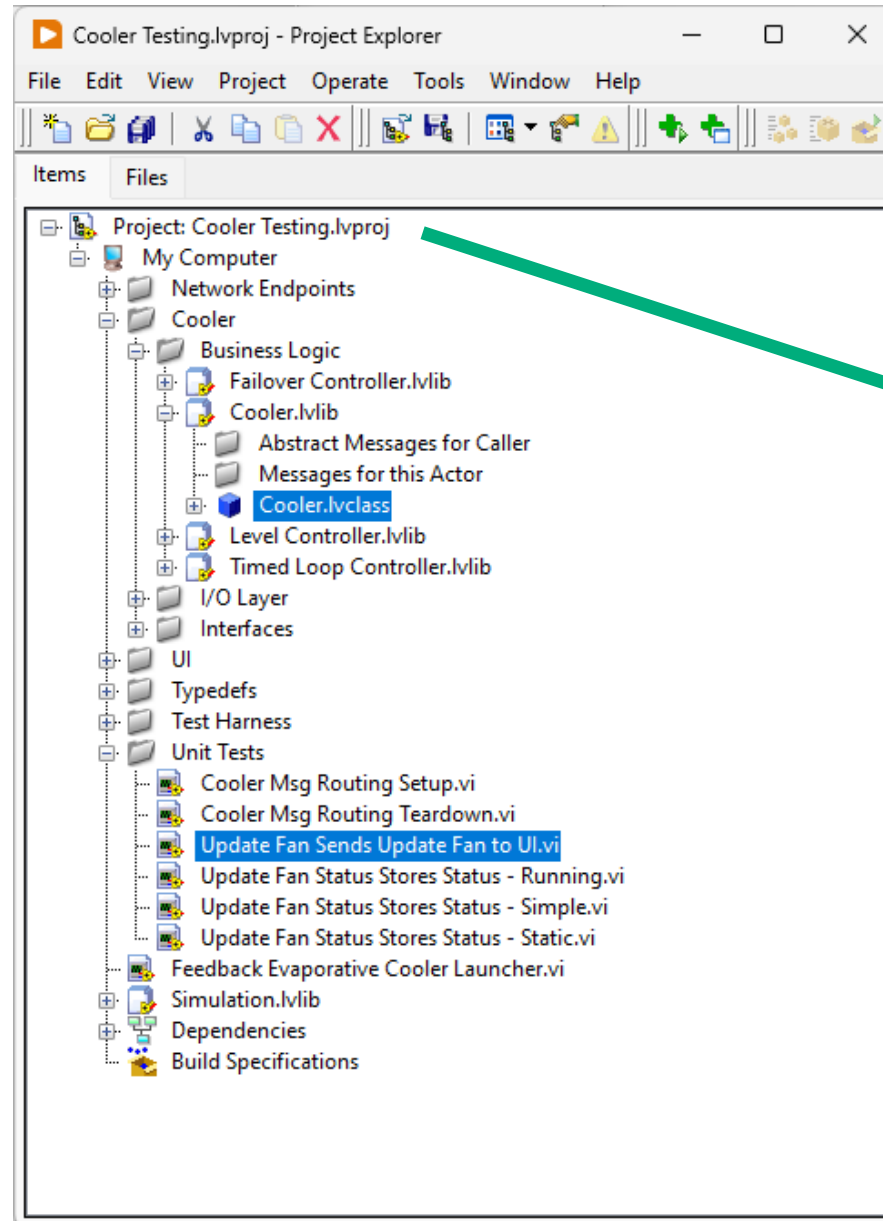 Cooler Testing.lvproj - Project Explorer
File Edit View Project Operate Tools Window Help
Items Files
Project: Cooler Testing.lvproj
My Computer
Network Endpoints
Cooler
Business Logic
Failover Controller.lvlib
Cooler.lvlib
Abstract Messages for Caller
Messages for this Actor
Cooler.lvclass
Level Controller.lvlib
Timed Loop Controller.lvlib
I/O Layer
Interfaces
UI
Typedefs
Test Harness
Unit Tests
Cooler Msg Routing Setup.vi
Cooler Msg Routing Teardown.vi
Update Fan Sends Update Fan to UI.vi
Update Fan Status Stores Status - Running.vi
Update Fan Status Stores Status - Simple.vi
Update Fan Status Stores Status - Static.vi
Feedback Evaporative Cooler Launcher.vi
Simulation.lvlib
Dependencies
Build Specifications